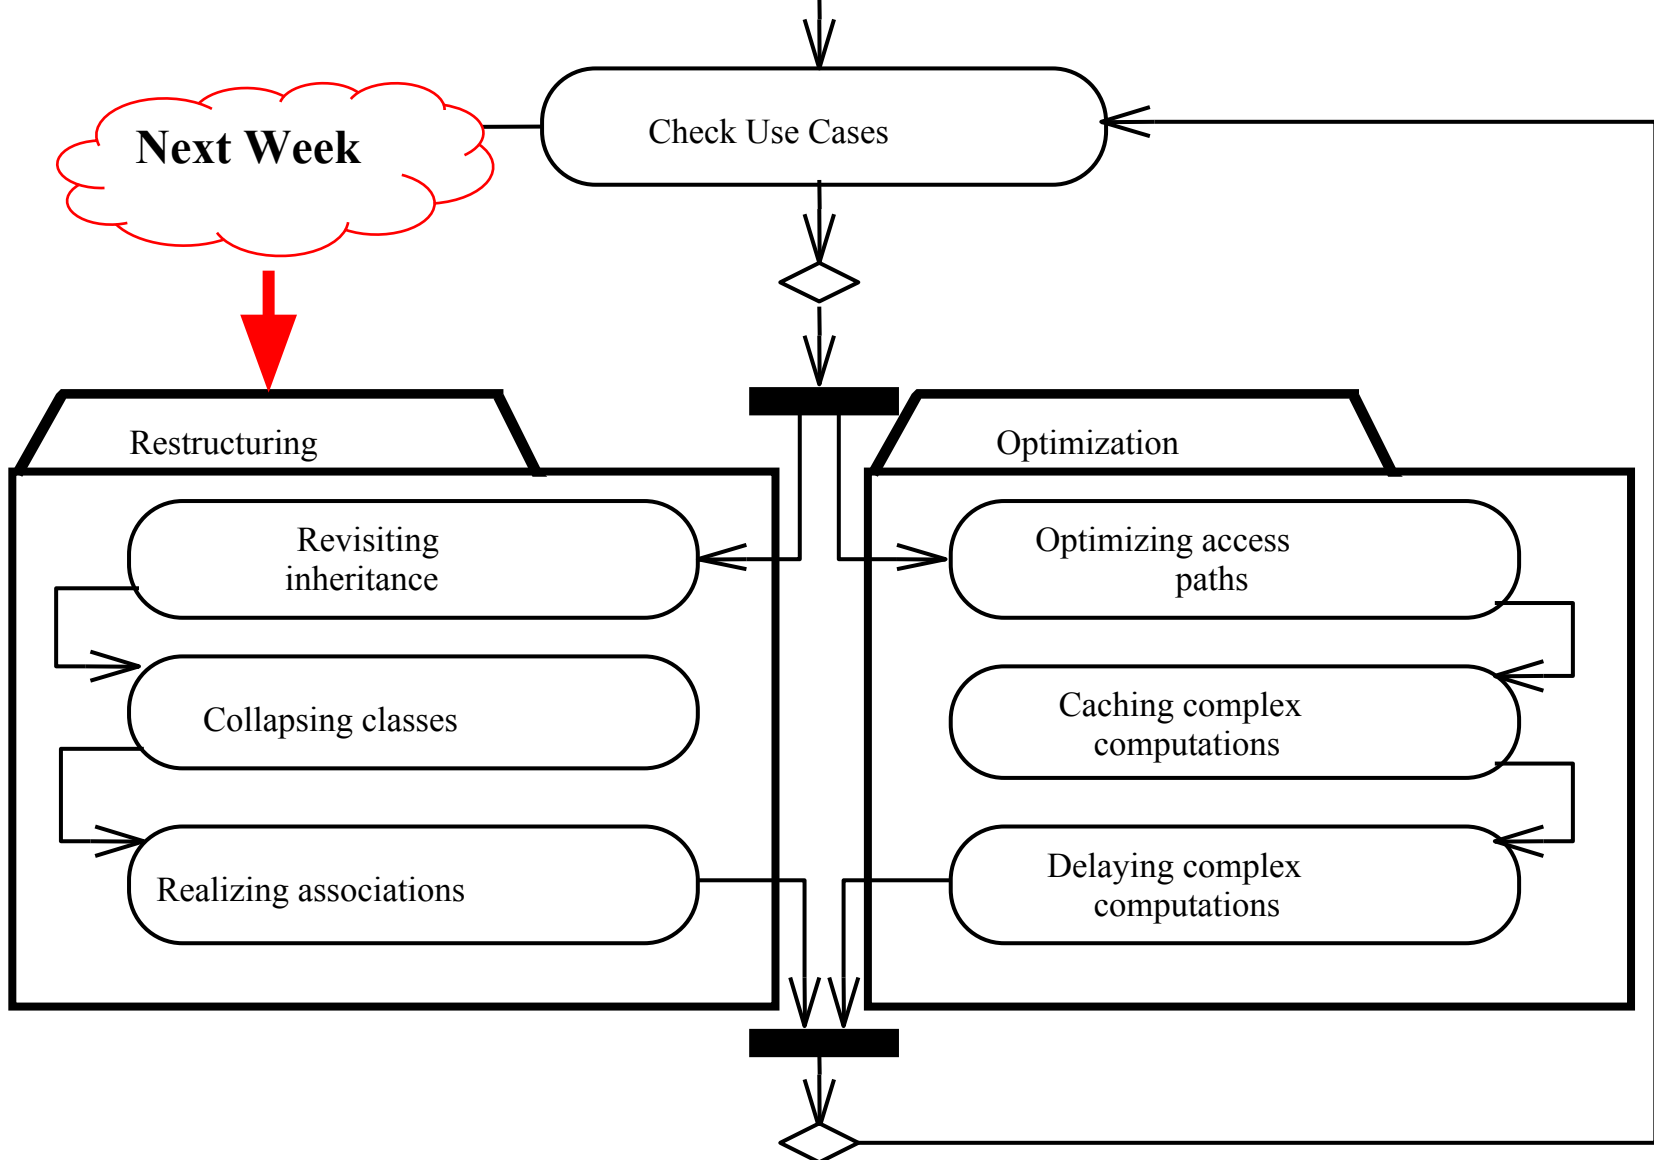 Check Use Cases
Next Week
Restructuring
Optimization
Revisiting
inheritance
Optimizing access
paths
Collapsing classes
Caching complex
computations
Realizing associations
Delaying complex
computations